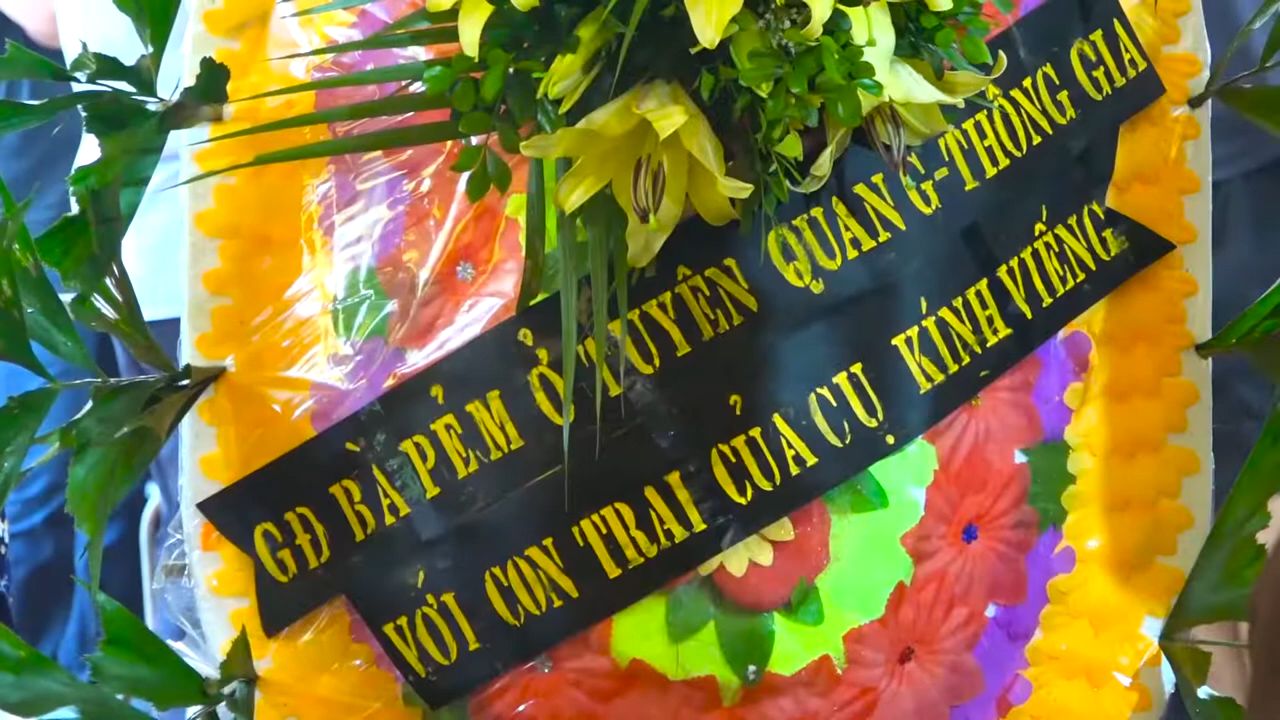 GĐ BÀ PẺM Ở TUYÊN QUANG-THÔNG GIA
VỚI CON TRAI CỦA CỤ KÍNH VIẾNG